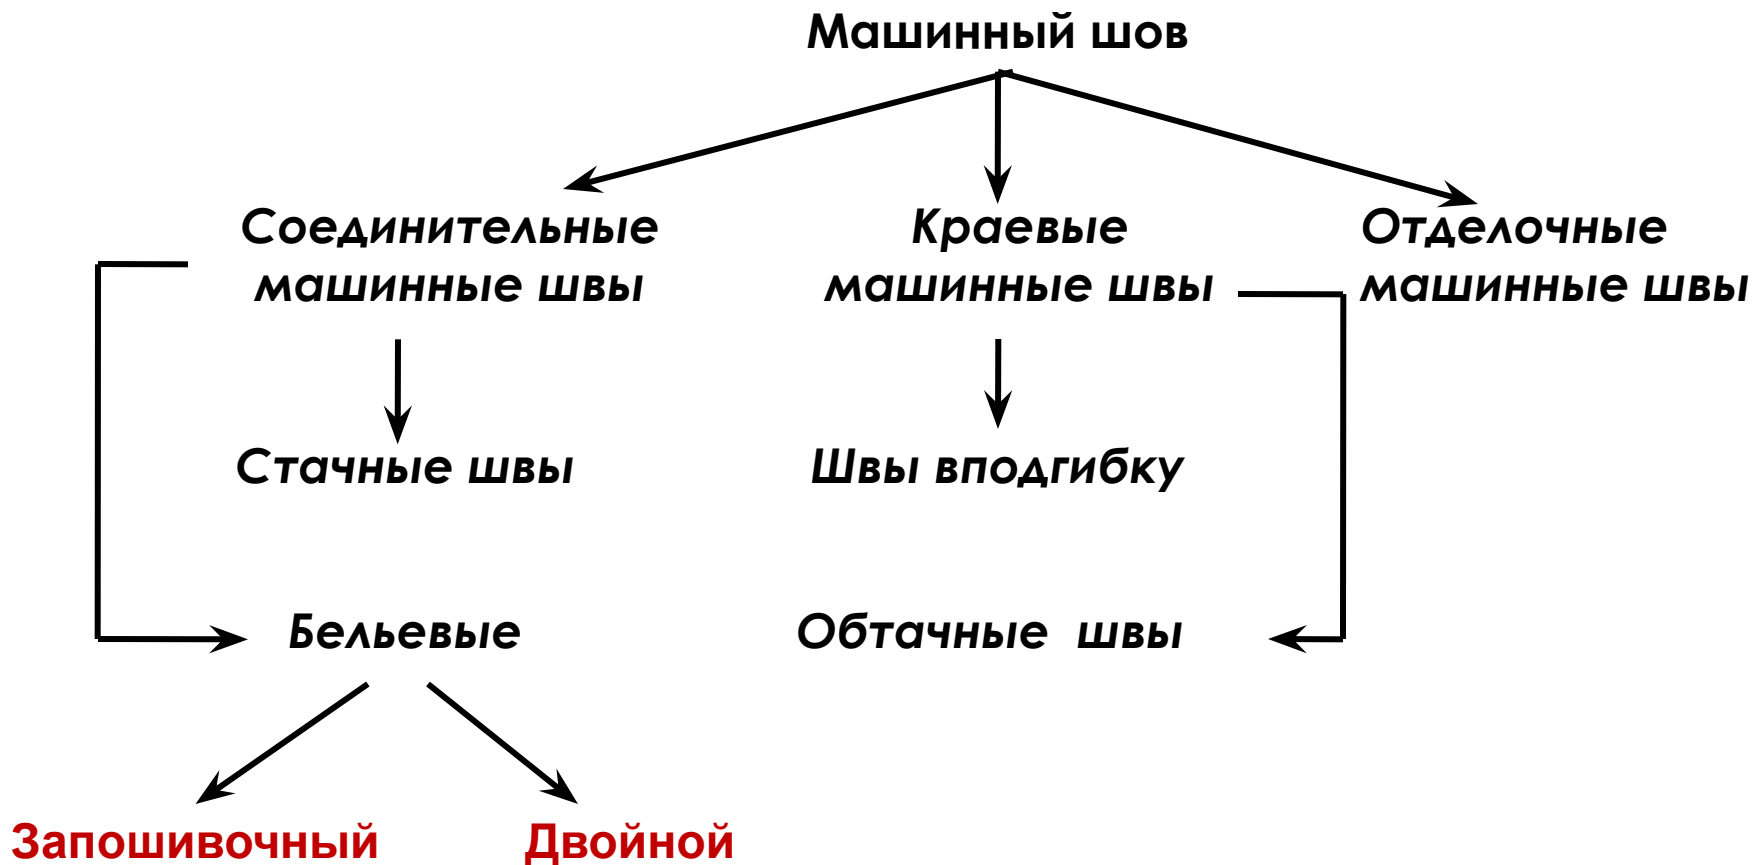 Машинный шов
Соединительные
машинные швы
Краевые
машинные швы
Отделочные
машинные швы
Стачные швы
Швы вподгибку
Бельевые
Обтачные швы
Запошивочный
Двойной